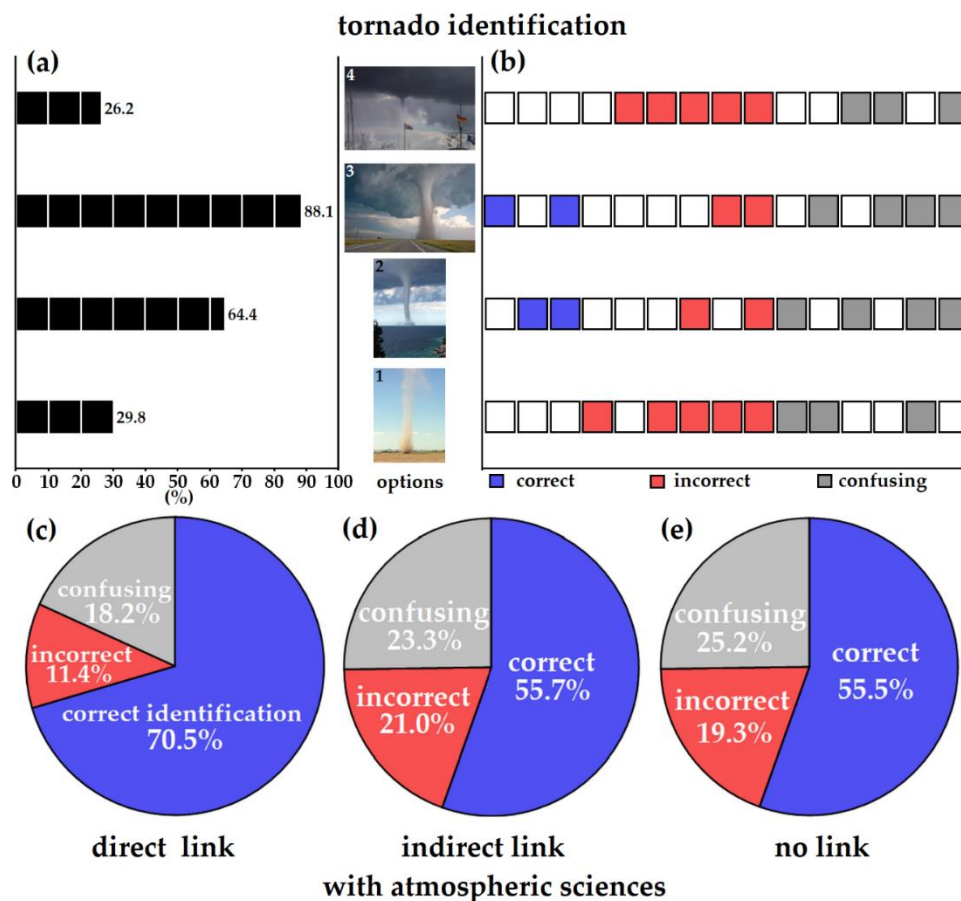 tornado identification
(a)
26.2
88.1
64.4
29.8
0 10 20 30 40 50 60 70 80 90 100
(%)
4
3
2
1
options
(b)
correct incorrect confusing
(c)
confusing
18.2%
incorrect
11.4%
correct identification
70.5%
direct link
(d)
confusing
23.3%
incorrect
21.0%
correct
55.7%
indirect link
(e)
confusing
25.2%
incorrect
19.3%
correct
55.5%
no link
with atmospheric sciences